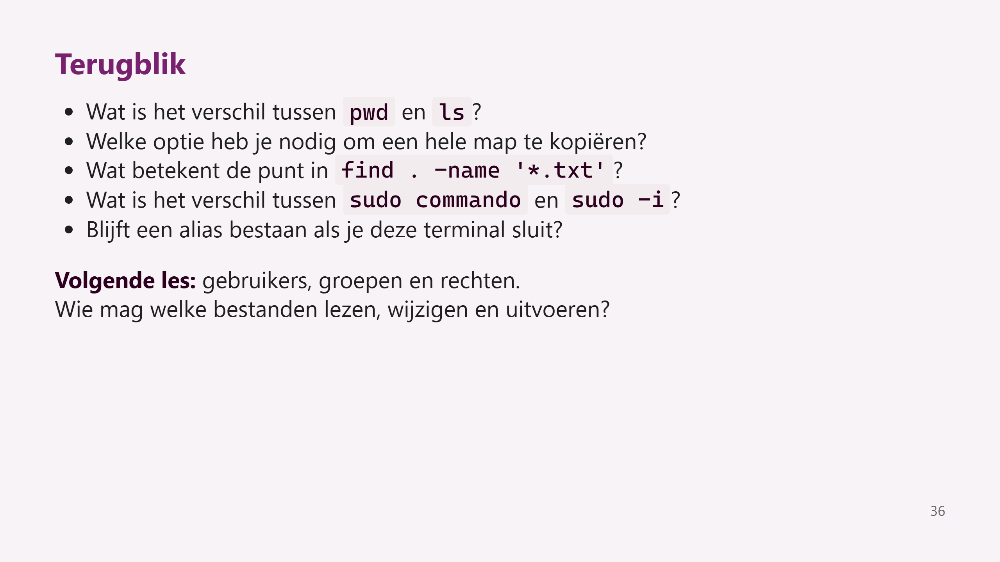 Terugblik
• Wat is het verschil tussen pwd en ls?
• Welke optie heb je nodig om een hele map te kopiëren?
• Wat betekent de punt in find . -name '*.txt'?
• Wat is het verschil tussen sudo commando en sudo -i?
• Blijft een alias bestaan als je deze terminal sluit?
Volgende les: gebruikers, groepen en rechten.
Wie mag welke bestanden lezen, wijzigen en uitvoeren?
36